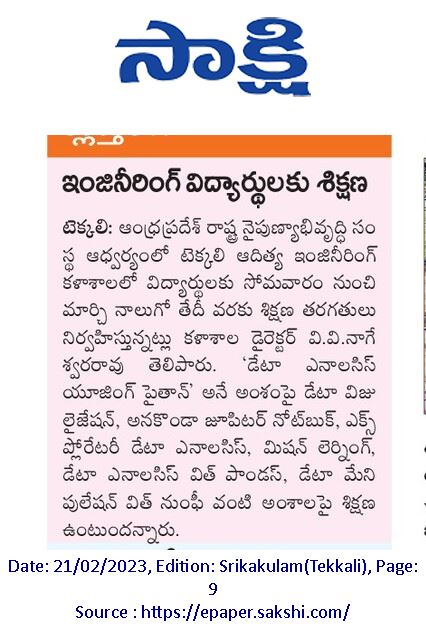 సాక్షి
ఇంజినీరింగ్ విద్యార్థులకు శిక్షణ
టెక్కలి: ఆంధ్రప్రదేశ్ రాష్ట్ర నైపుణ్యాభివృద్ధి సం
స్థ ఆధ్వర్యంలో టెక్కలి ఆదిత్య ఇంజినీరింగ్
కళాశాలలో విద్యార్థులకు సోమవారం నుంచి
మార్చి నాలుగో తేదీ వరకు శిక్షణ తరగతులు
నిర్వహిస్తున్నట్లు కళాశాల డైరెక్టర్ వి.వి.నాగే
శ్వరరావు తెలిపారు. ‘డేటా ఎనాలసిస్
యూజింగ్ పైతాన్’ అనే అంశంపై డేటా విజు
లైజేషన్, అనకొండా జూపిటర్ నోట్‌బుక్, ఎక్స్
ప్లోరేటరీ డేటా ఎనాలసిస్, మిషన్ లెర్నింగ్,
డేటా ఎనాలసిస్ విత్ పాండస్, డేటా మేని
పులేషన్ విత్ నుంఫీ వంటి అంశాలపై శిక్షణ
ఉంటుందన్నారు.
Date: 21/02/2023, Edition: Srikakulam(Tekkali), Page:
9
Source : https://epaper.sakshi.com/